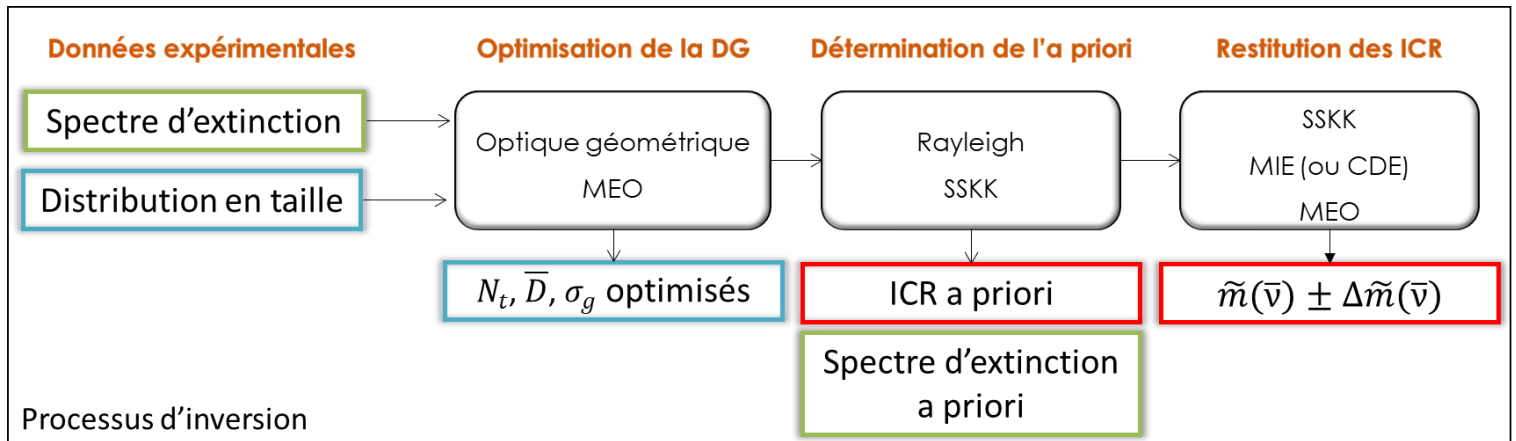 Données expérimentales
Optimisation de la DG
Détermination de l'a priori
Restitution des ICR
Spectre d'extinction
Distribution en taille
Optique géométrique
MEO
Rayleigh
SSKK
SSKK
MIE (ou CDE)
MEO
N_t, D̅, σ_g optimisés
ICR a priori
m̃(ν̅) ± Δm̃(ν̅)
Spectre d'extinction
a priori
Processus d'inversion